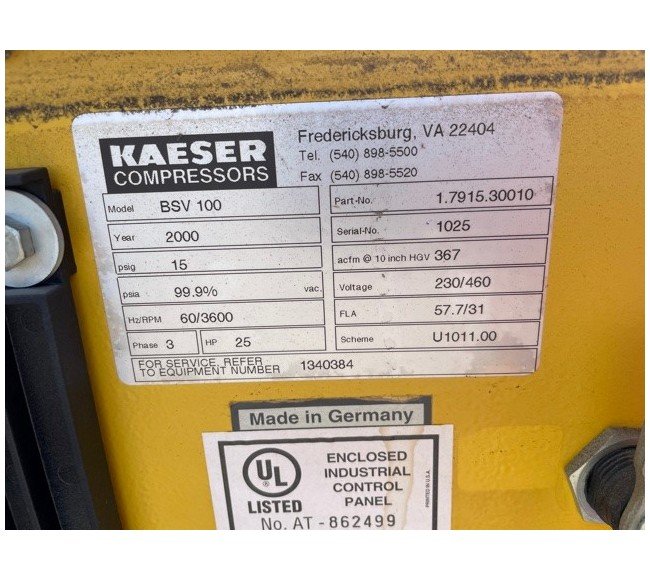 KAESER
COMPRESSORS
Fredericksburg, VA 22404
Tel. (540) 898-5500
Fax (540) 898-5520
Model BSV 100
Part-No. 1.7915.30010
Year 2000
Serial-No. 1025
psig 15
acfm @ 10 inch HGV 367
psia 99.9% vac.
Voltage 230/460
Hz/RPM 60/3600
FLA 57.7/31
Phase 3 HP 25
Scheme U1011.00
FOR SERVICE, REFER
TO EQUIPMENT NUMBER 1340384
Made in Germany
UL
LISTED
ENCLOSED
INDUSTRIAL
CONTROL
PANEL
PRINTED IN U.S.A.
No. AT-862499